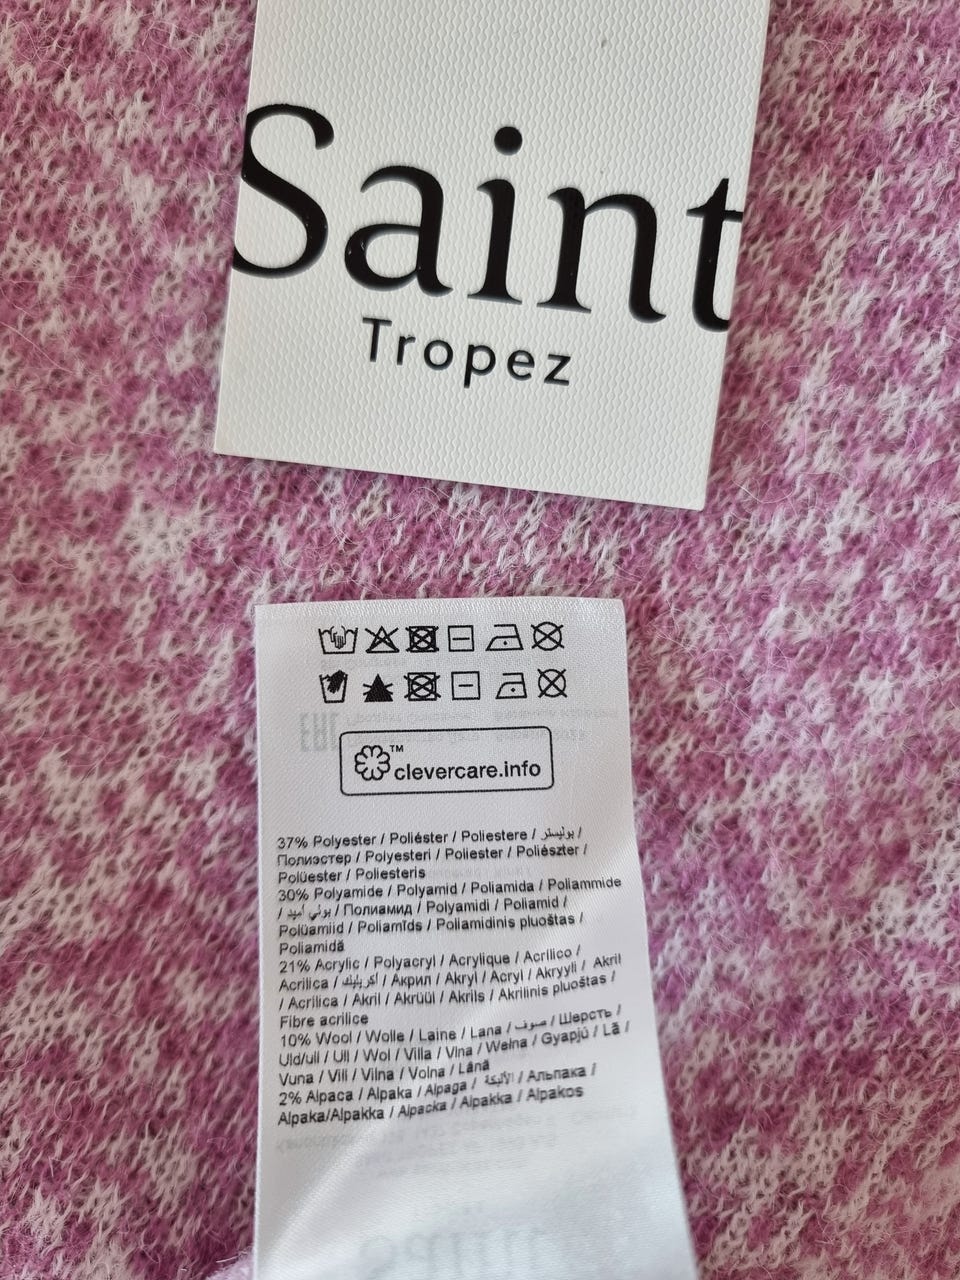 Saint
Tropez
TM
clevercare.info
37% Polyester / Poliéster / Poliestere / بوليستر /
Полиэстер / Polyesteri / Poliester / Poliészter /
Polüester / Poliesteris
30% Polyamide / Polyamid / Poliamida / Poliammide
/ بولي أميد / Полиамид / Polyamidi / Poliamid /
Polüamiid / Poliamīds / Poliamidinis pluoštas /
Poliamidă
21% Acrylic / Polyacryl / Acrylique / Acrílico /
Acrilica / أكريليك / Акрил / Akryl / Acryl / Akryyli / Akril
/ Acrilica / Akril / Akrüül / Akrils / Akrilinis pluoštas /
Fibre acrilice
10% Wool / Wolle / Laine / Lana / صوف / Шерсть /
Uld/ull / Ull / Wol / Villa / Vlna / Wełna / Gyapjú / Lã /
Vuna / Vill / Vilna / Volna / Lână
2% Alpaca / Alpaka / Alpaga / الألبكة / Альпака /
Alpaka/Alpakka / Alpacka / Alpakka / Alpakos